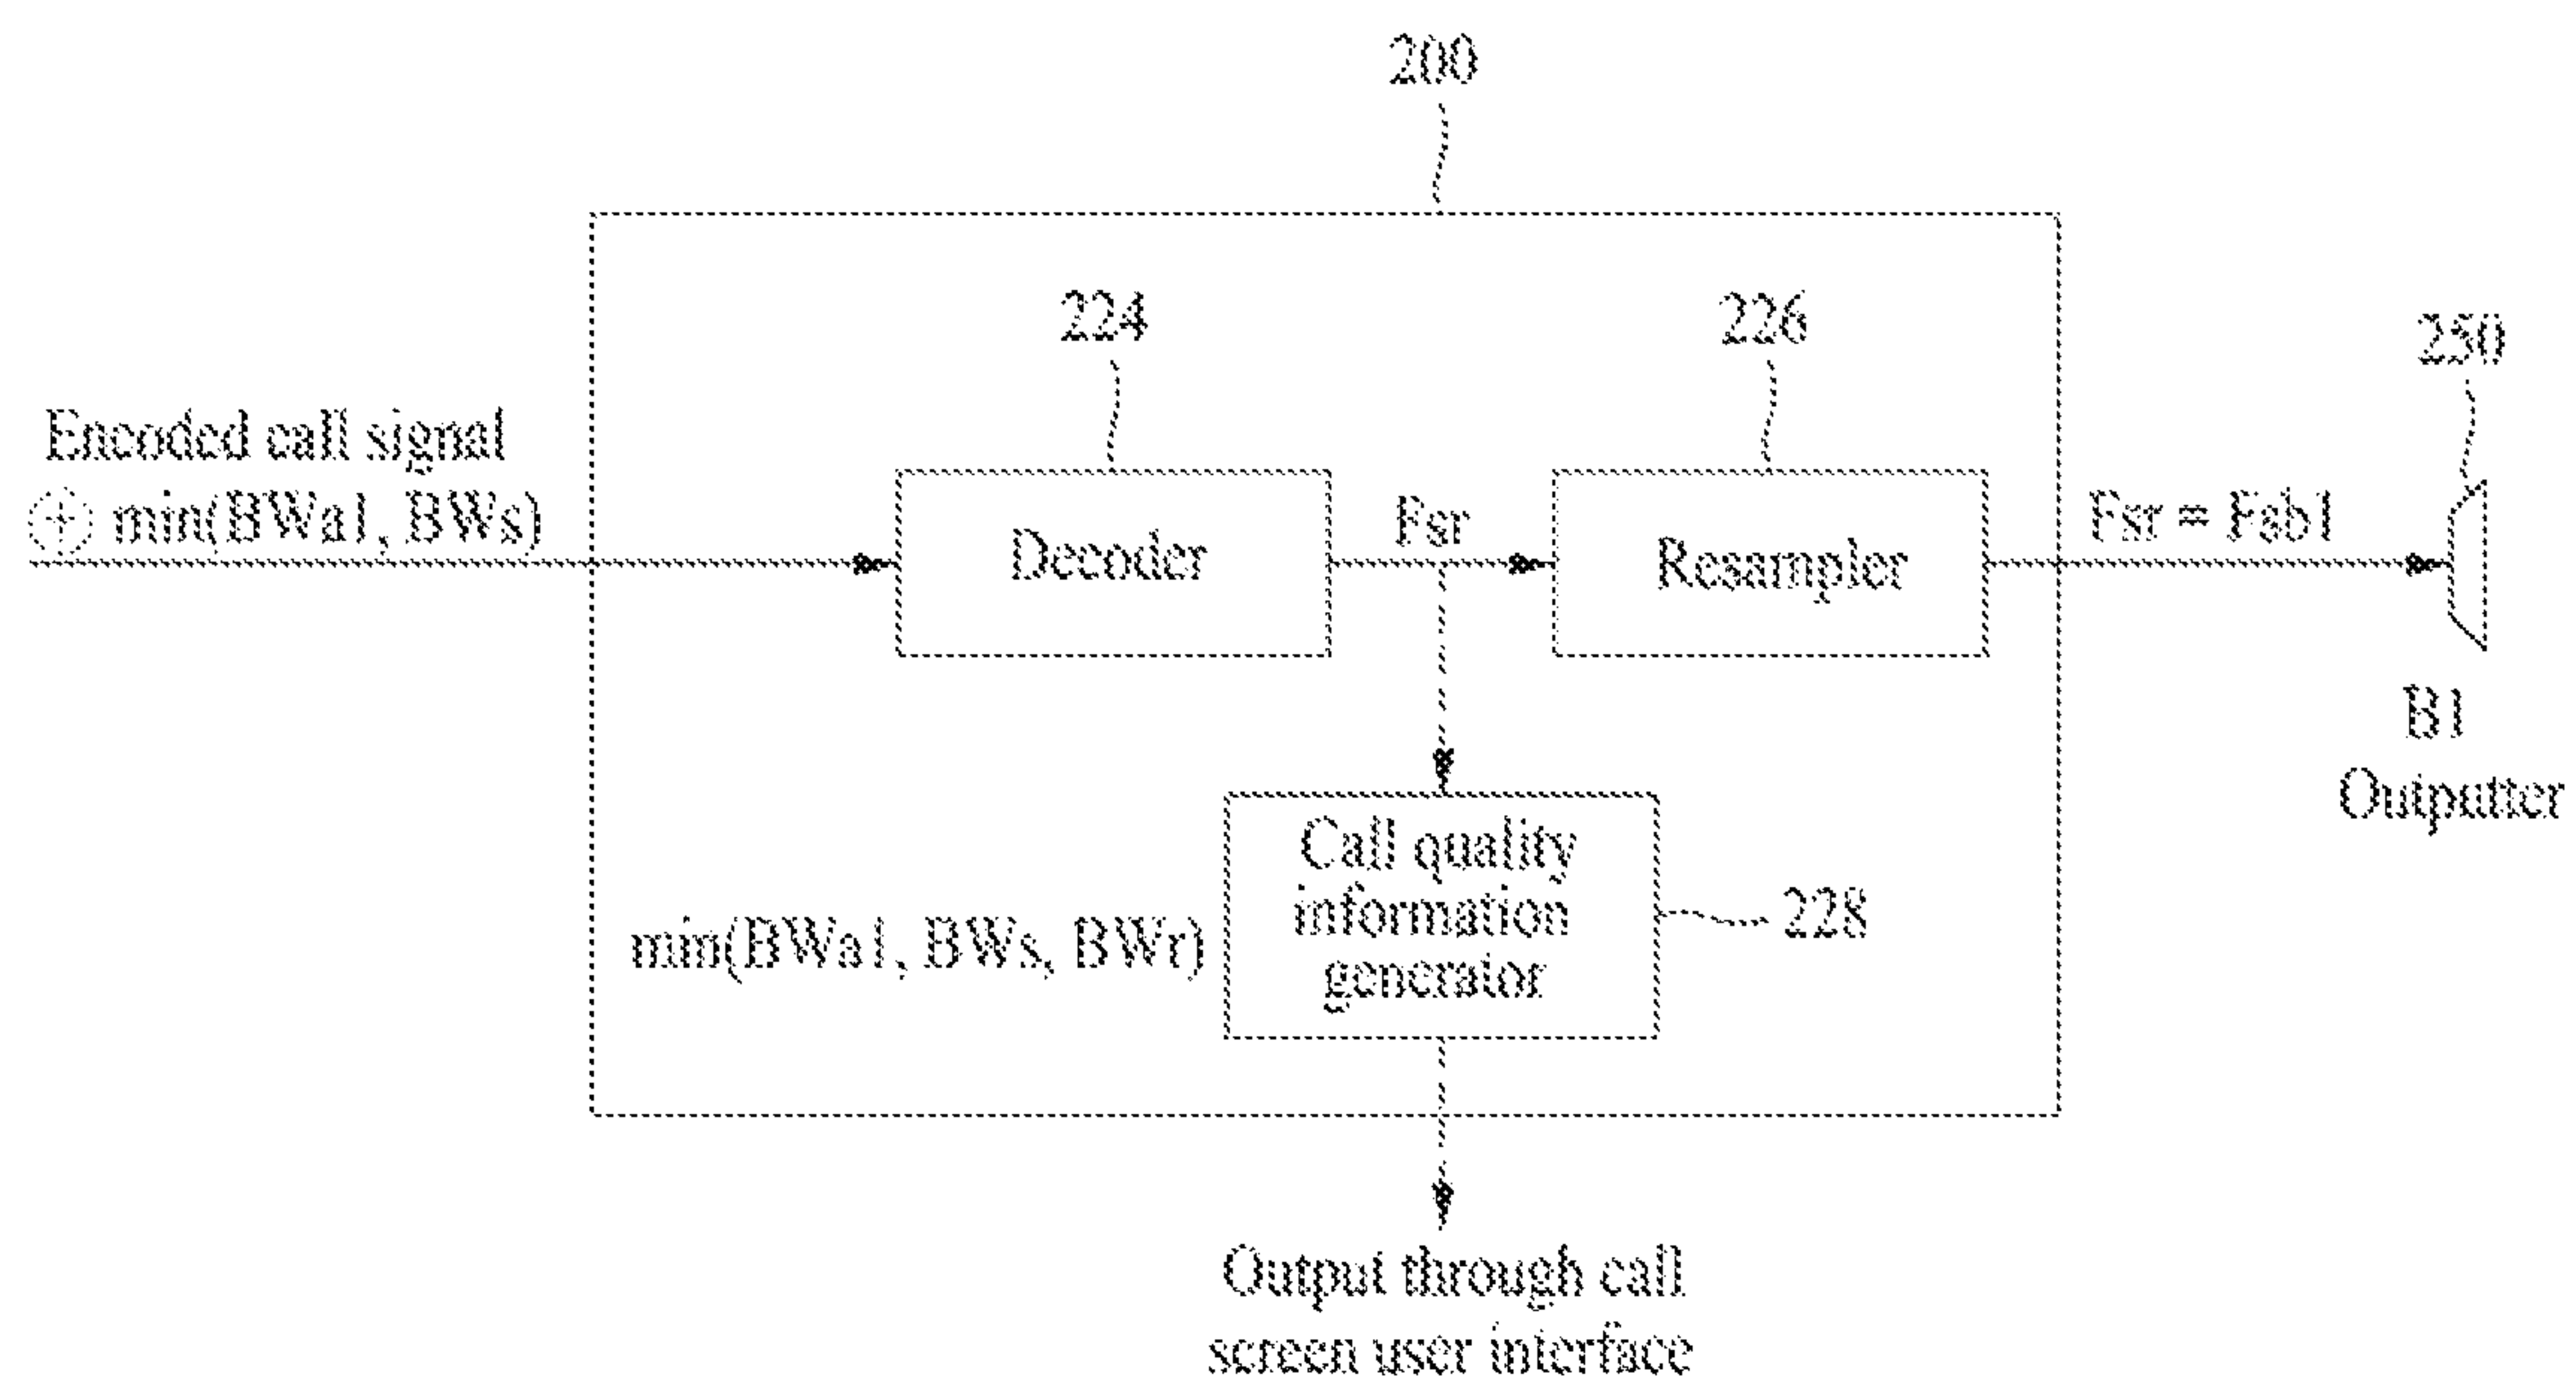 200
224
226
250
Encoded call signal
⊕ min(BWa1, BWs)
Decoder
Fsr
Resampler
Fsr = Fsb1
B1
Outputter
Call quality
information
generator
228
min(BWa1, BWs, BWr)
Output through call
screen user interface